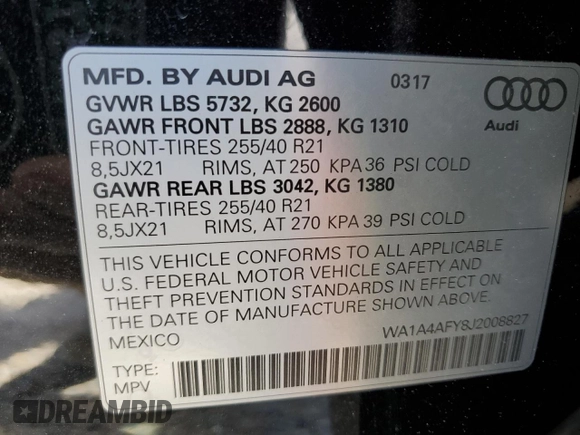 MFD. BY AUDI AG 0317
GVWR LBS 5732, KG 2600
GAWR FRONT LBS 2888, KG 1310
FRONT-TIRES 255/40 R21
8,5JX21 RIMS, AT 250 KPA 36 PSI COLD
GAWR REAR LBS 3042, KG 1380
REAR-TIRES 255/40 R21
8,5JX21 RIMS, AT 270 KPA 39 PSI COLD
Audi
THIS VEHICLE CONFORMS TO ALL APPLICABLE
U.S. FEDERAL MOTOR VEHICLE SAFETY AND
THEFT PREVENTION STANDARDS IN EFFECT ON
THE DATE OF MANUFACTURE SHOWN ABOVE.
MEXICO WA1A4AFY8J2008827
TYPE:
MPV
DREAMBID